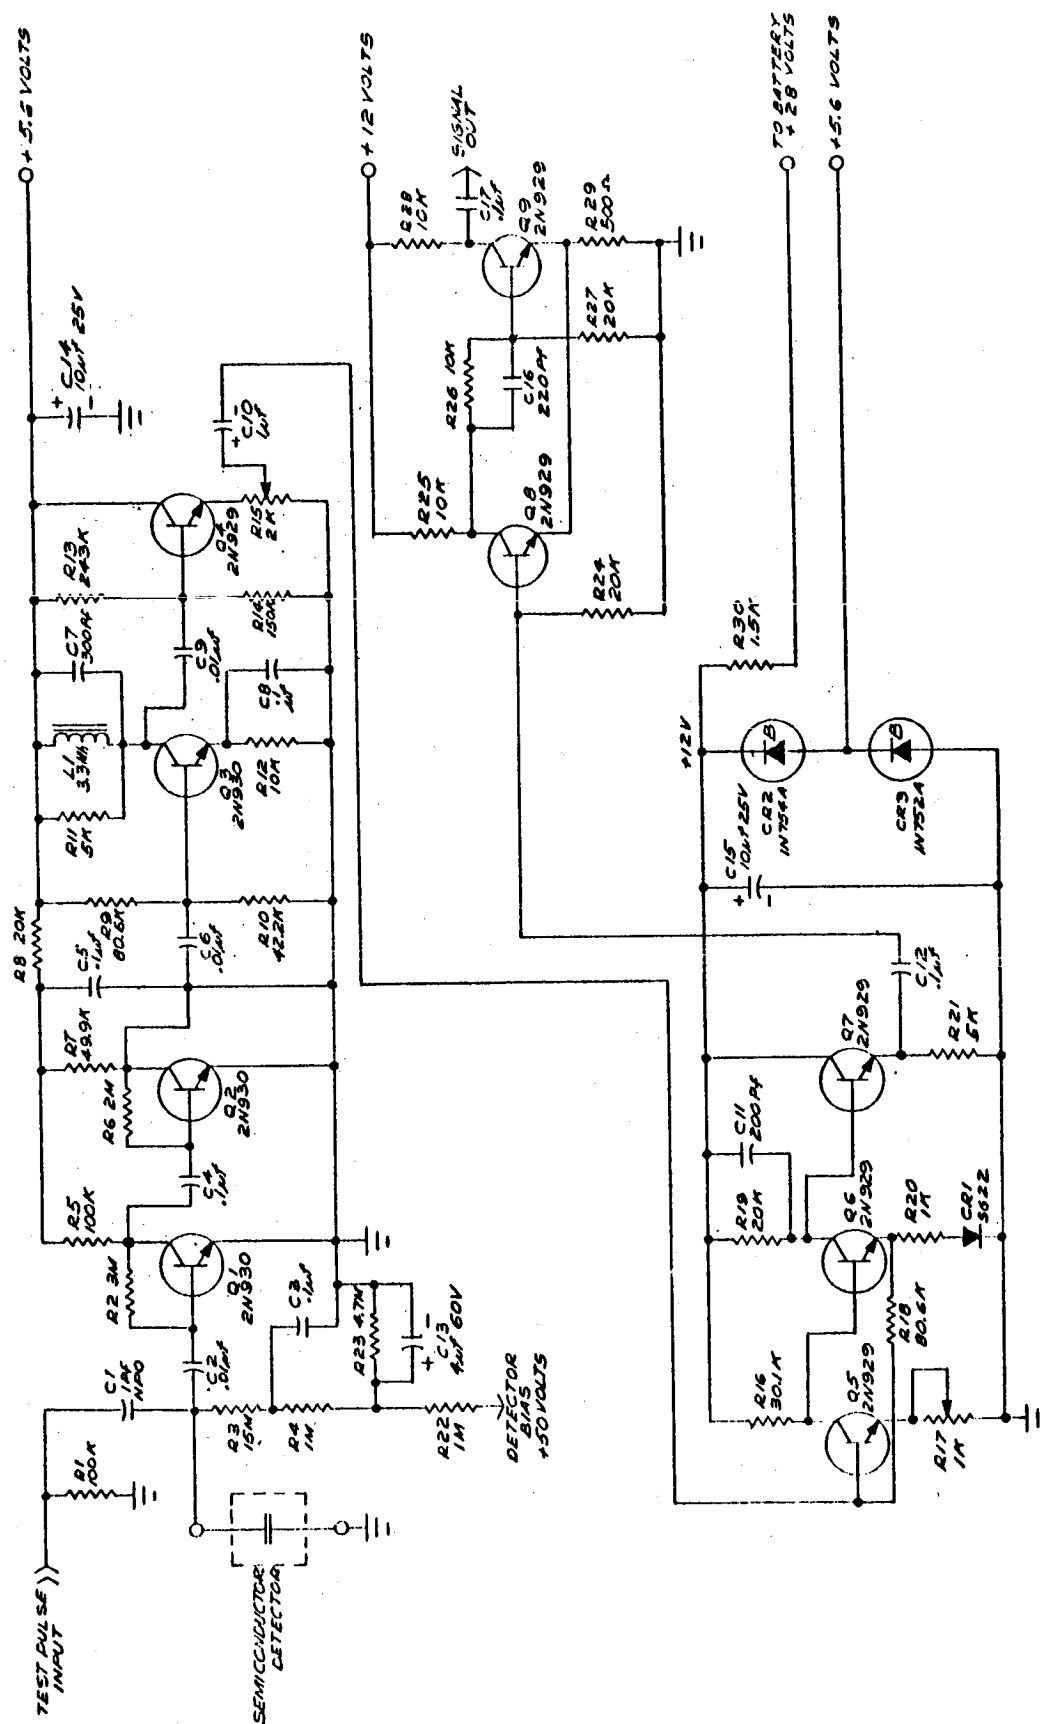 TEST PULSE
INPUT
R1
100K
C1
1Pf
NPO
SEMICONDUCTOR
DETECTOR
C2
.01µf
R3
15M
R4
1M
R2 3M
R5
100K
Q1
2N930
C3
.1µf
R23 4.7M
C13
4µf 60V
+
-
R22
1M
DETECTOR
BIAS
+50 VOLTS
C4
.1µf
R6 2M
R7
49.9K
Q2
2N930
R8 20K
C5
.1µf
R9
80.6K
C6
.01µf
R10
42.2K
R11
5K
L1
3.3Mh
C7
300Pf
Q3
2N930
R12
10K
C8
.1
µf
C9
.01µf
R13
243K
R14
150K
Q4
2N929
R15
2K
+
C10
-
1µf
+
C14
10µf 25V
-
+5.6 VOLTS
+12 VOLTS
R28
10K
SIGNAL
OUT
C17
.1µf
Q9
2N929
R29
500Ω
R27
20K
R26 10K
C16
220Pf
R25
10K
Q8
2N929
R24
20K
TO BATTERY
+28 VOLTS
+5.6 VOLTS
R30
1.5K
+12V
B
CR2
1N754A
B
CR3
1N752A
C15
10µf 25V
+
-
C12
.1µf
Q7
2N929
R21
5K
C11
200Pf
R19
20K
Q6
2N929
R20
1K
CR1
S622
R18
80.6K
R16
30.1K
Q5
2N929
R17
1K